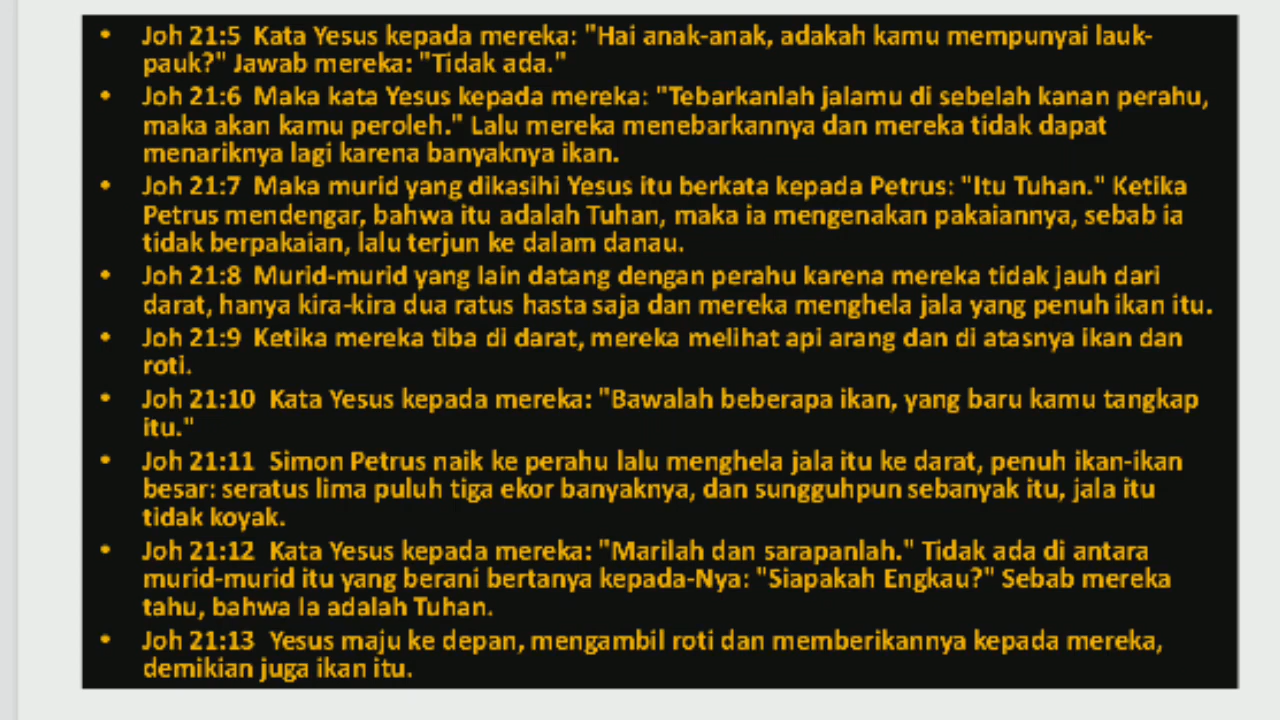 • Joh 21:5 Kata Yesus kepada mereka: "Hai anak-anak, adakah kamu mempunyai lauk-
pauk?" Jawab mereka: "Tidak ada."
• Joh 21:6 Maka kata Yesus kepada mereka: "Tebarkanlah jalamu di sebelah kanan perahu,
maka akan kamu peroleh." Lalu mereka menebarkannya dan mereka tidak dapat
menariknya lagi karena banyaknya ikan.
• Joh 21:7 Maka murid yang dikasihi Yesus itu berkata kepada Petrus: "Itu Tuhan." Ketika
Petrus mendengar, bahwa itu adalah Tuhan, maka ia mengenakan pakaiannya, sebab ia
tidak berpakaian, lalu terjun ke dalam danau.
• Joh 21:8 Murid-murid yang lain datang dengan perahu karena mereka tidak jauh dari
darat, hanya kira-kira dua ratus hasta saja dan mereka menghela jala yang penuh ikan itu.
• Joh 21:9 Ketika mereka tiba di darat, mereka melihat api arang dan di atasnya ikan dan
roti.
• Joh 21:10 Kata Yesus kepada mereka: "Bawalah beberapa ikan, yang baru kamu tangkap
itu."
• Joh 21:11 Simon Petrus naik ke perahu lalu menghela jala itu ke darat, penuh ikan-ikan
besar: seratus lima puluh tiga ekor banyaknya, dan sungguhpun sebanyak itu, jala itu
tidak koyak.
• Joh 21:12 Kata Yesus kepada mereka: "Marilah dan sarapanlah." Tidak ada di antara
murid-murid itu yang berani bertanya kepada-Nya: "Siapakah Engkau?" Sebab mereka
tahu, bahwa Ia adalah Tuhan.
• Joh 21:13 Yesus maju ke depan, mengambil roti dan memberikannya kepada mereka,
demikian juga ikan itu.